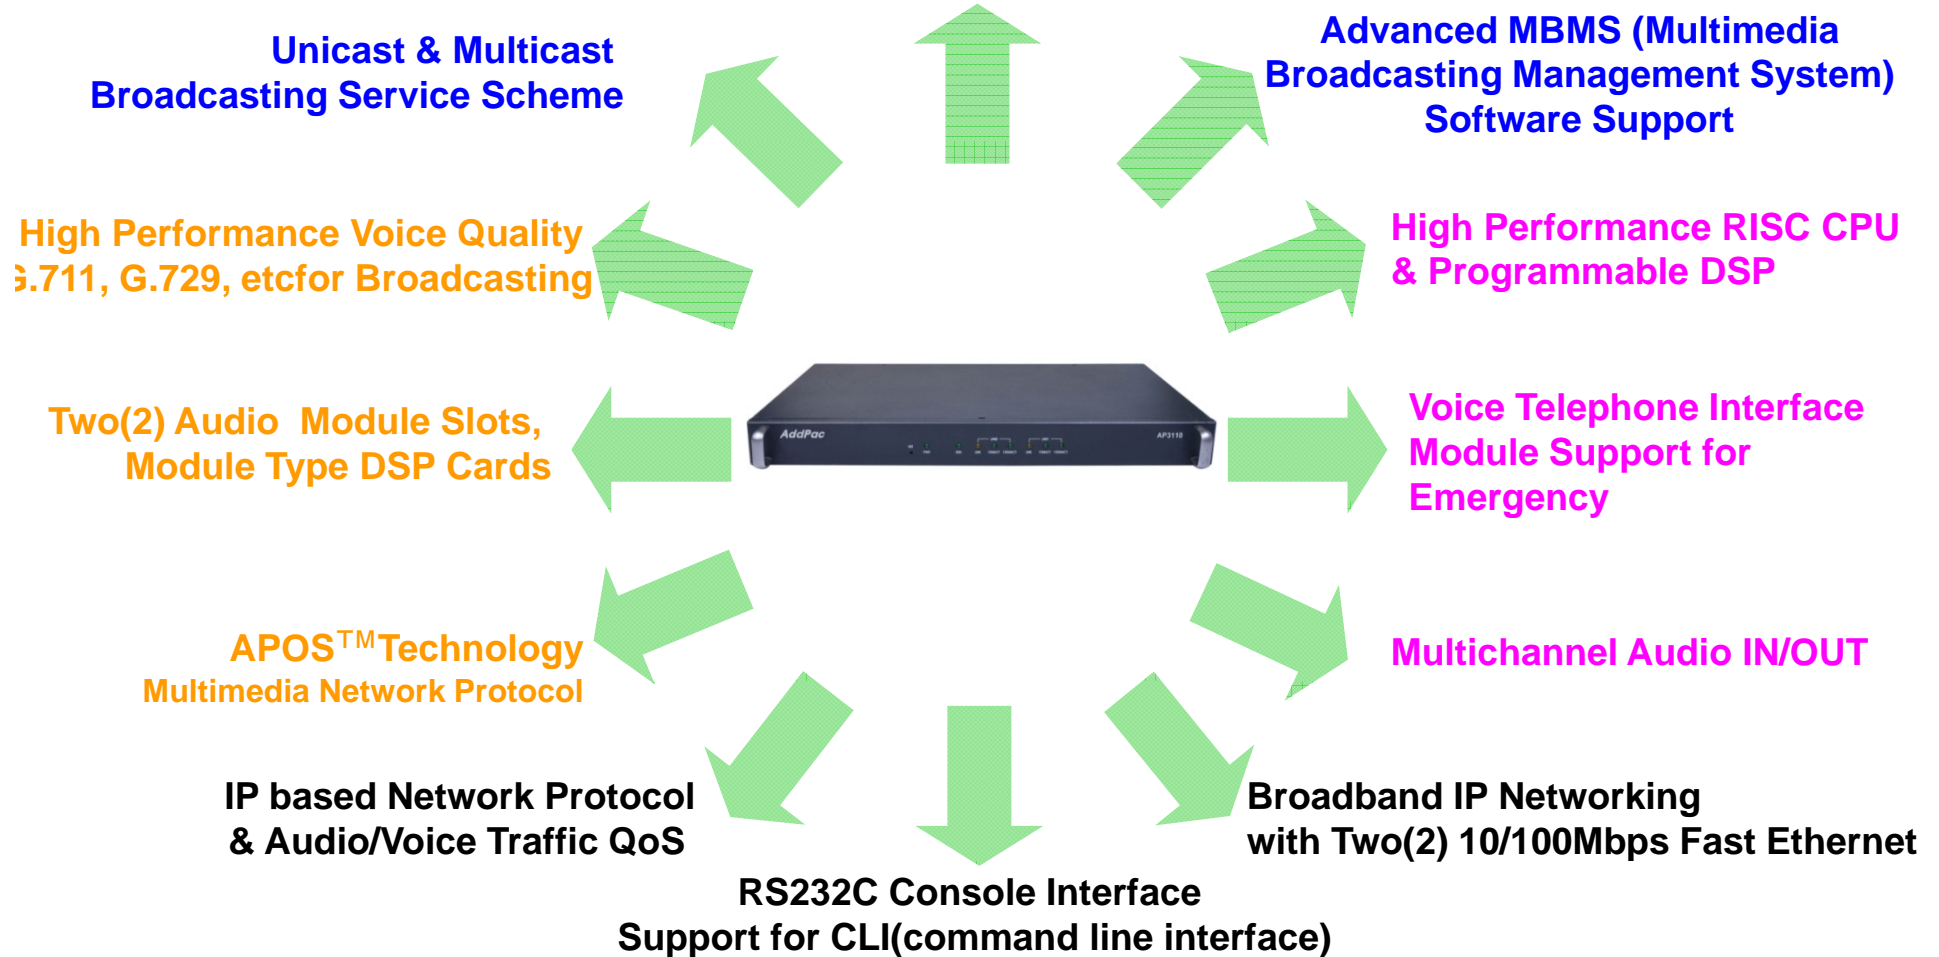 Unicast & Multicast
Broadcasting Service Scheme
Advanced MBMS (Multimedia
Broadcasting Management System)
Software Support
High Performance Voice Quality
G.711, G.729, etcfor Broadcasting
High Performance RISC CPU
& Programmable DSP
Two(2) Audio Module Slots,
Module Type DSP Cards
AddPac
AP3110
Voice Telephone Interface
Module Support for
Emergency
APOS™Technology
Multimedia Network Protocol
Multichannel Audio IN/OUT
IP based Network Protocol
& Audio/Voice Traffic QoS
Broadband IP Networking
with Two(2) 10/100Mbps Fast Ethernet
RS232C Console Interface
Support for CLI(command line interface)